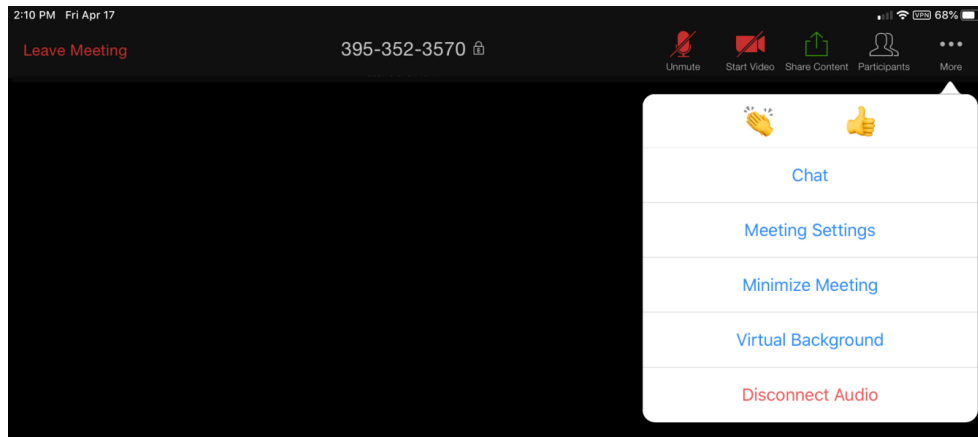 2:10 PM Fri Apr 17
VPN 68%
Leave Meeting
395-352-3570
Unmute
Start Video
Share Content
Participants
More
Chat
Meeting Settings
Minimize Meeting
Virtual Background
Disconnect Audio